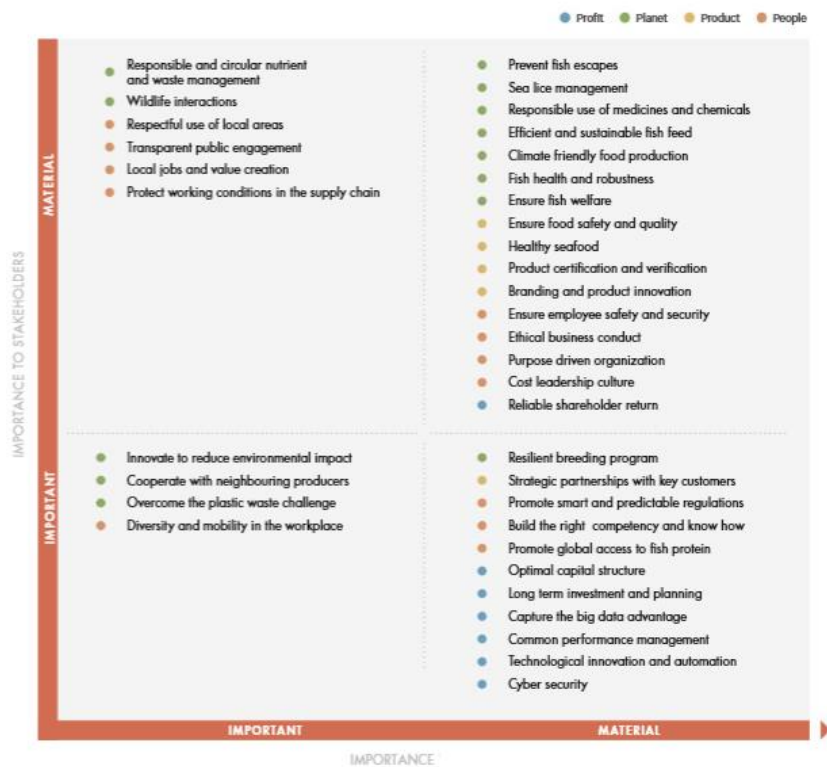 Profit Planet Product People
Responsible and circular nutrient
and waste management
Wildlife interactions
Respectful use of local areas
Transparent public engagement
Local jobs and value creation
Protect working conditions in the supply chain
Prevent fish escapes
Sea lice management
Responsible use of medicines and chemicals
Efficient and sustainable fish feed
Climate friendly food production
Fish health and robustness
Ensure fish welfare
Ensure food safety and quality
Healthy seafood
Product certification and verification
Branding and product innovation
Ensure employee safety and security
Ethical business conduct
Purpose driven organization
Cost leadership culture
Reliable shareholder return
MATERIAL
IMPORTANCE TO STAKEHOLDERS
IMPORTANT
Innovate to reduce environmental impact
Cooperate with neighbouring producers
Overcome the plastic waste challenge
Diversity and mobility in the workplace
Resilient breeding program
Strategic partnerships with key customers
Promote smart and predictable regulations
Build the right competency and know how
Promote global access to fish protein
Optimal capital structure
Long term investment and planning
Capture the big data advantage
Common performance management
Technological innovation and automation
Cyber security
IMPORTANT MATERIAL
IMPORTANCE